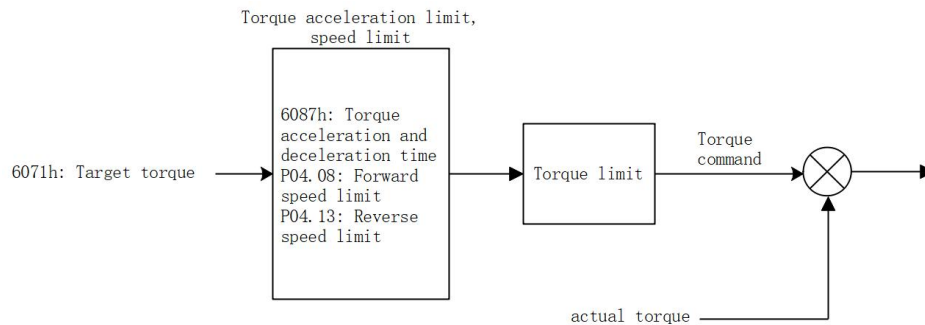 Torque acceleration limit,
speed limit
6087h: Torque
acceleration and
deceleration time
P04.08: Forward
speed limit
P04.13: Reverse
speed limit
6071h: Target torque
Torque limit
Torque
command
actual torque